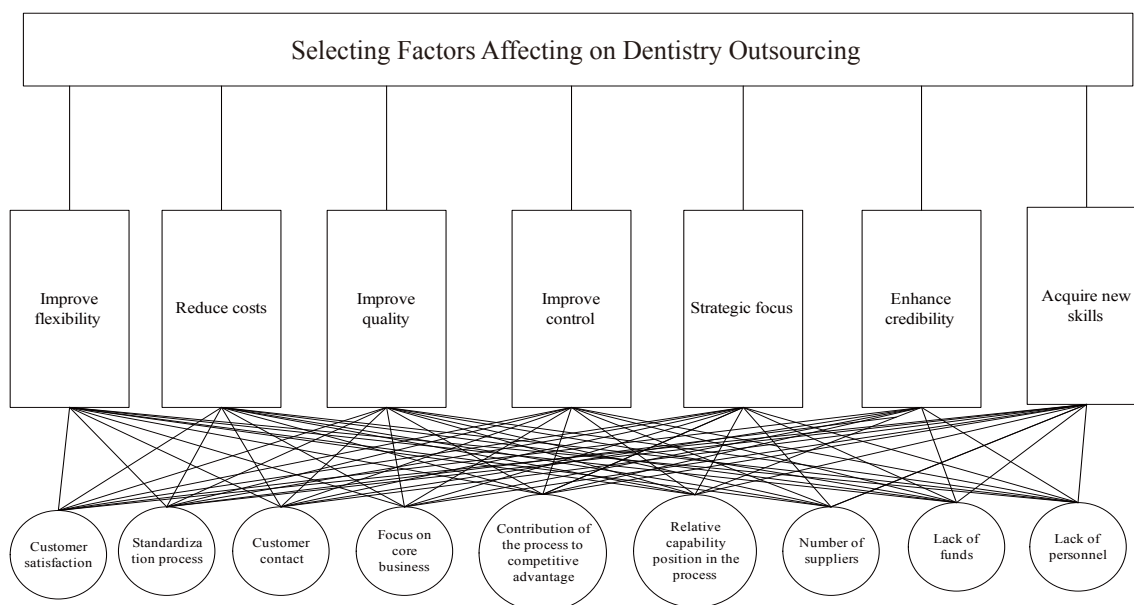 Selecting Factors Affecting on Dentistry Outsourcing
Improve
flexibility
Reduce costs
Improve
quality
Improve
control
Strategic focus
Enhance
credibility
Acquire new
skills
Customer
satisfaction
Standardiza
tion process
Customer
contact
Focus on
core
business
Contribution of
the process to
competitive
advantage
Relative
capability
position in the
process
Number of
suppliers
Lack of
funds
Lack of
personnel